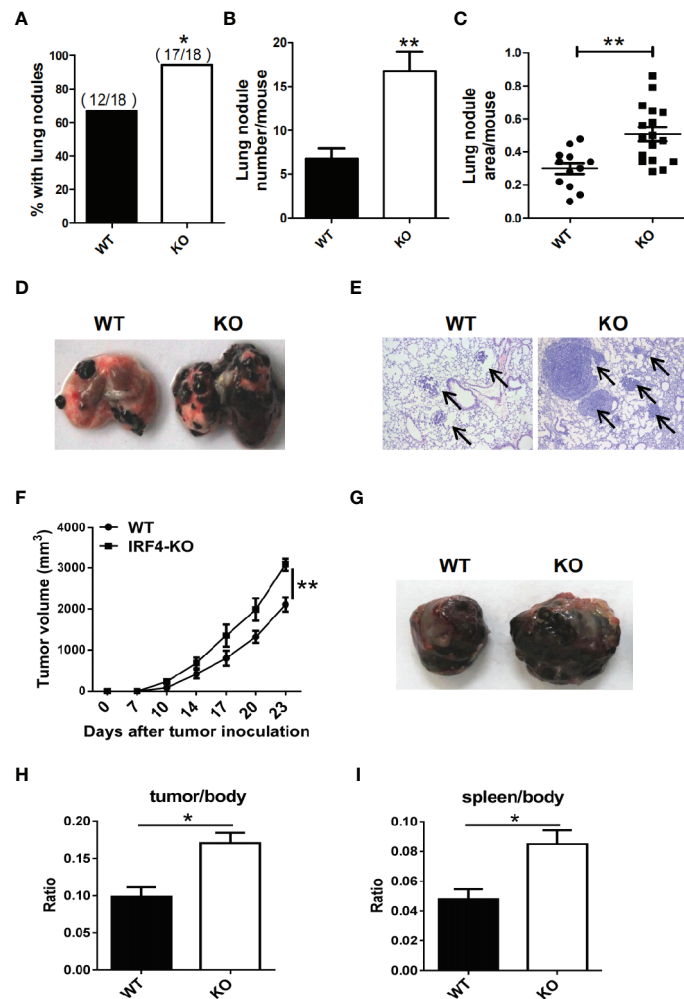 A
% with lung nodules
100
80
60
40
20
0
(12/18)
*
(17/18)
WT
KO
B
Lung nodule
number/mouse
20
15
10
5
0
**
WT
KO
C
Lung nodule
area/mouse
1.0
0.8
0.6
0.4
0.2
0.0
**
WT
KO
D
WT KO
E
WT KO
F
WT
IRF4-KO
Tumor volume (mm³)
4000
3000
2000
1000
0
**
0 7 10 14 17 20 23
Days after tumor inoculation
G
WT KO
H
tumor/body
Ratio
0.20
0.15
0.10
0.05
0.00
*
WT
KO
I
spleen/body
Ratio
0.10
0.08
0.06
0.04
0.02
0.00
*
WT
KO